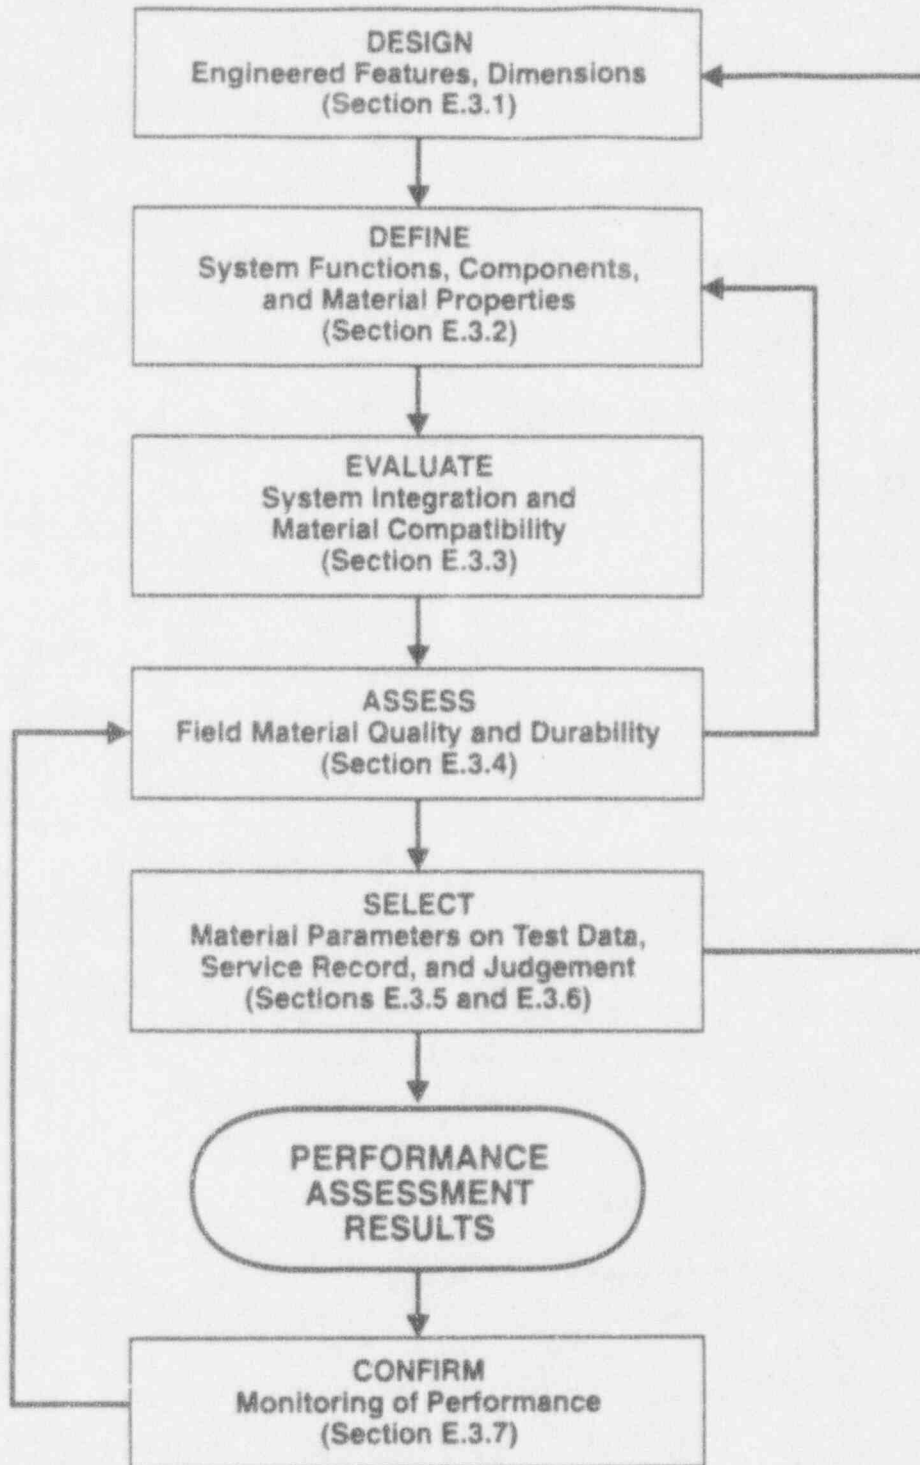 DESIGN
Engineered Features, Dimensions
(Section E.3.1)
DEFINE
System Functions, Components,
and Material Properties
(Section E.3.2)
EVALUATE
System Integration and
Material Compatibility
(Section E.3.3)
ASSESS
Field Material Quality and Durability
(Section E.3.4)
SELECT
Material Parameters on Test Data,
Service Record, and Judgement
(Sections E.3.5 and E.3.6)
PERFORMANCE
ASSESSMENT
RESULTS
CONFIRM
Monitoring of Performance
(Section E.3.7)